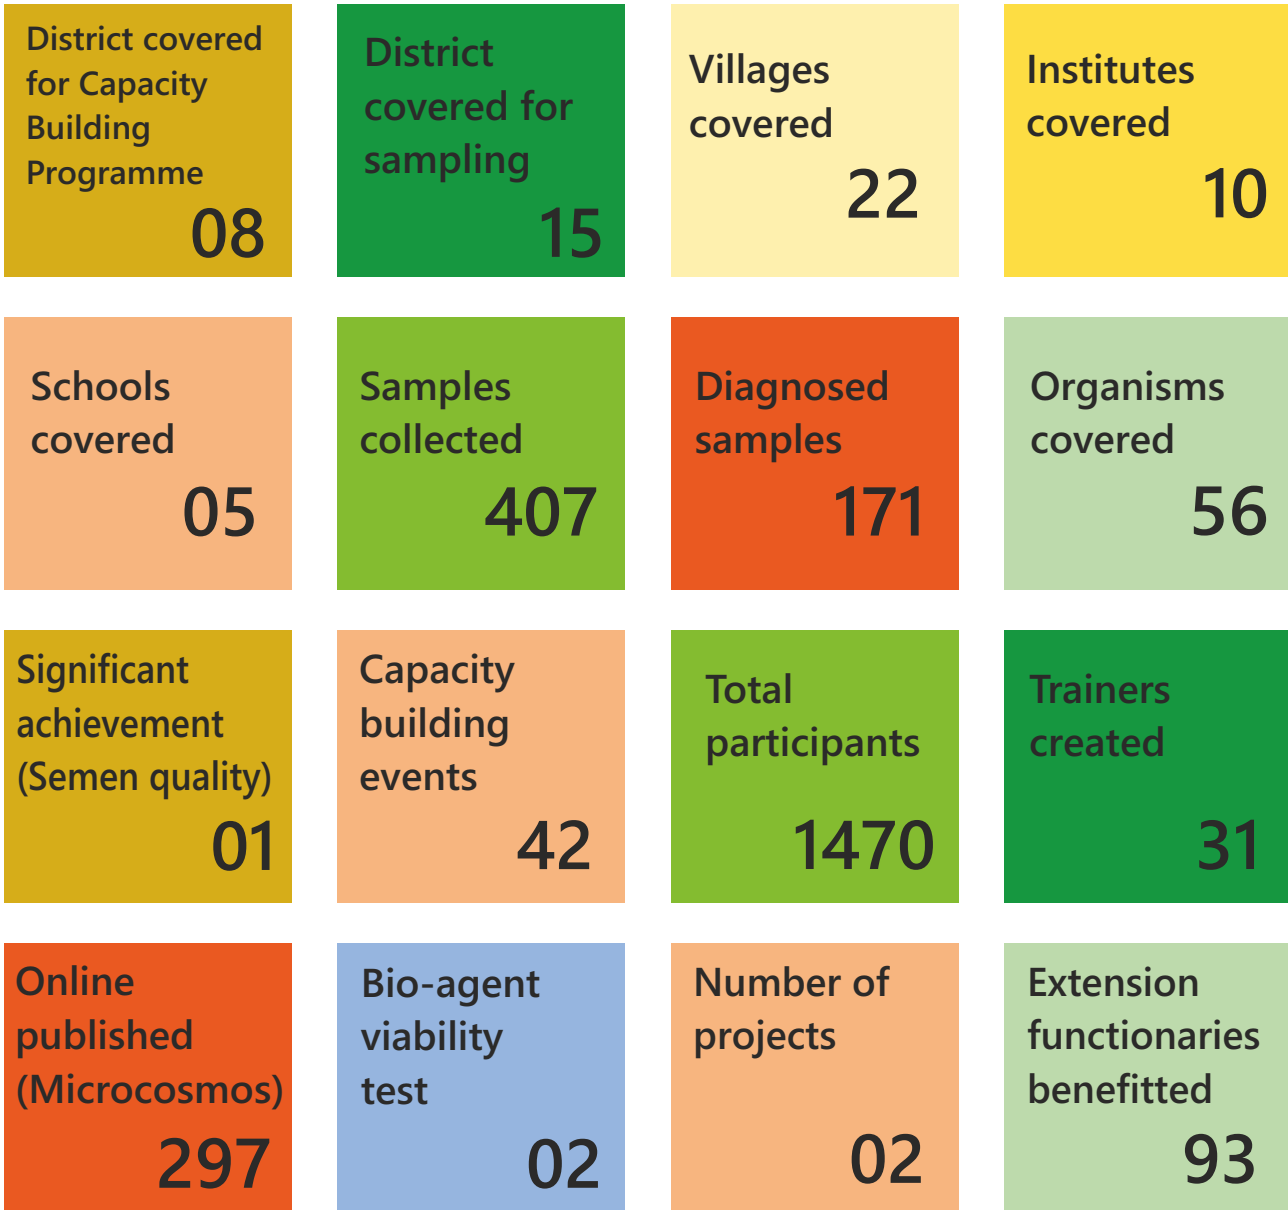 District covered
for Capacity
Building
Programme
08
District
covered for
sampling
15
Villages
covered
22
Institutes
covered
10
Schools
covered
05
Samples
collected
407
Diagnosed
samples
171
Organisms
covered
56
Significant
achievement
(Semen quality)
01
Capacity
building
events
42
Total
participants
1470
Trainers
created
31
Online
published
(Microcosmos)
297
Bio-agent
viability
test
02
Number of
projects
02
Extension
functionaries
benefitted
93